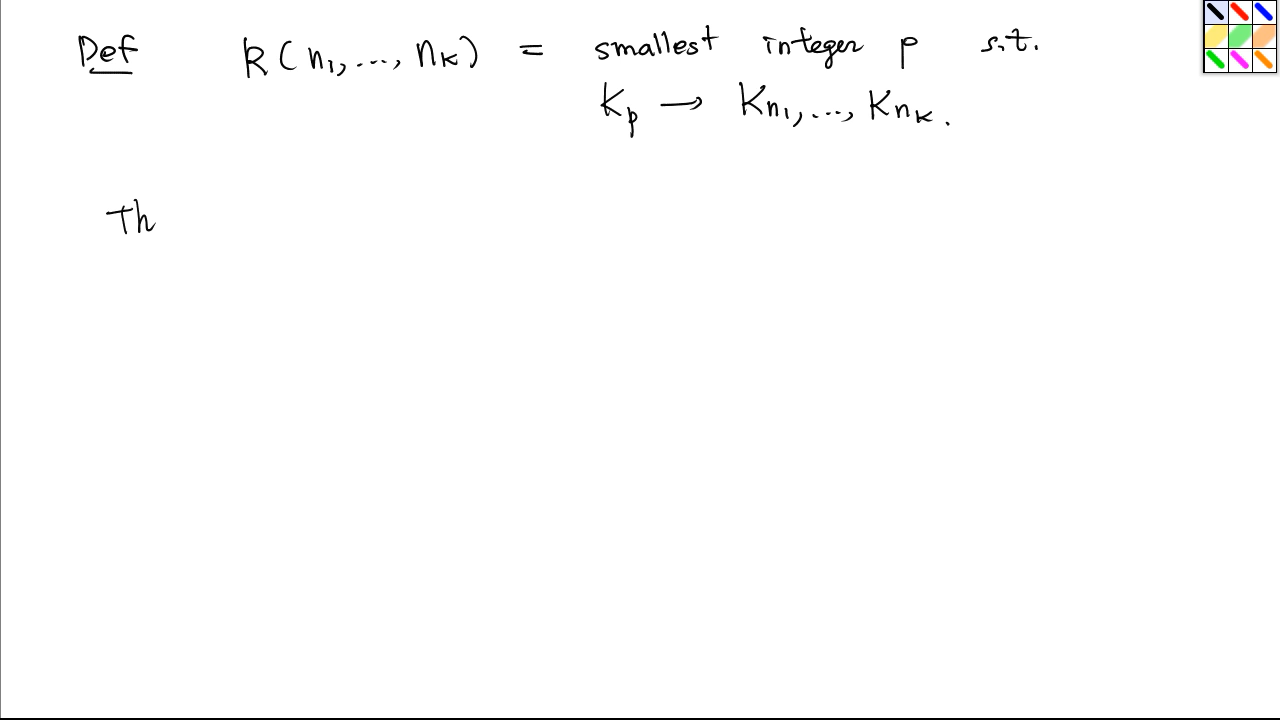 Def R(n₁, ..., nₖ) = smallest integer p s.t.
Kₚ → Kn₁, ..., Knₖ.
Th